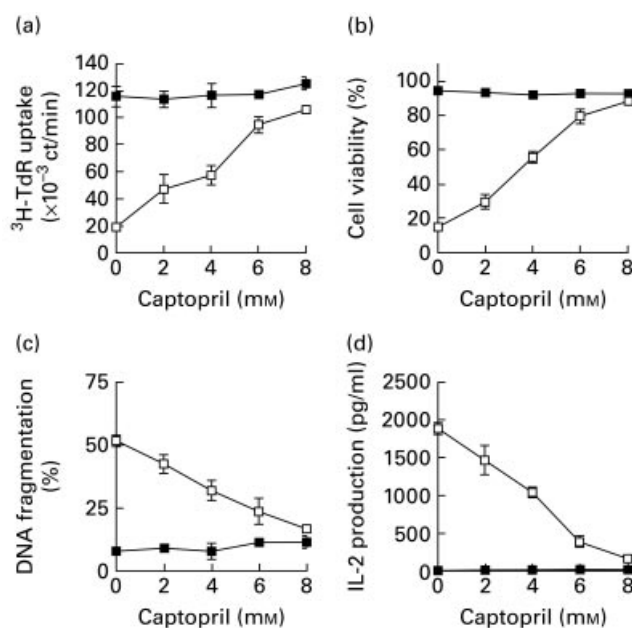 (a)
³H-TdR uptake
(×10⁻³ ct/min)
140
120
100
80
60
40
20
0
0 2 4 6 8
Captopril (mM)
(b)
Cell viability (%)
100
80
60
40
20
0
0 2 4 6 8
Captopril (mM)
(c)
DNA fragmentation
(%)
75
50
25
0
0 2 4 6 8
Captopril (mM)
(d)
IL-2 production (pg/ml)
2500
2000
1500
1000
500
0
0 2 4 6 8
Captopril (mM)